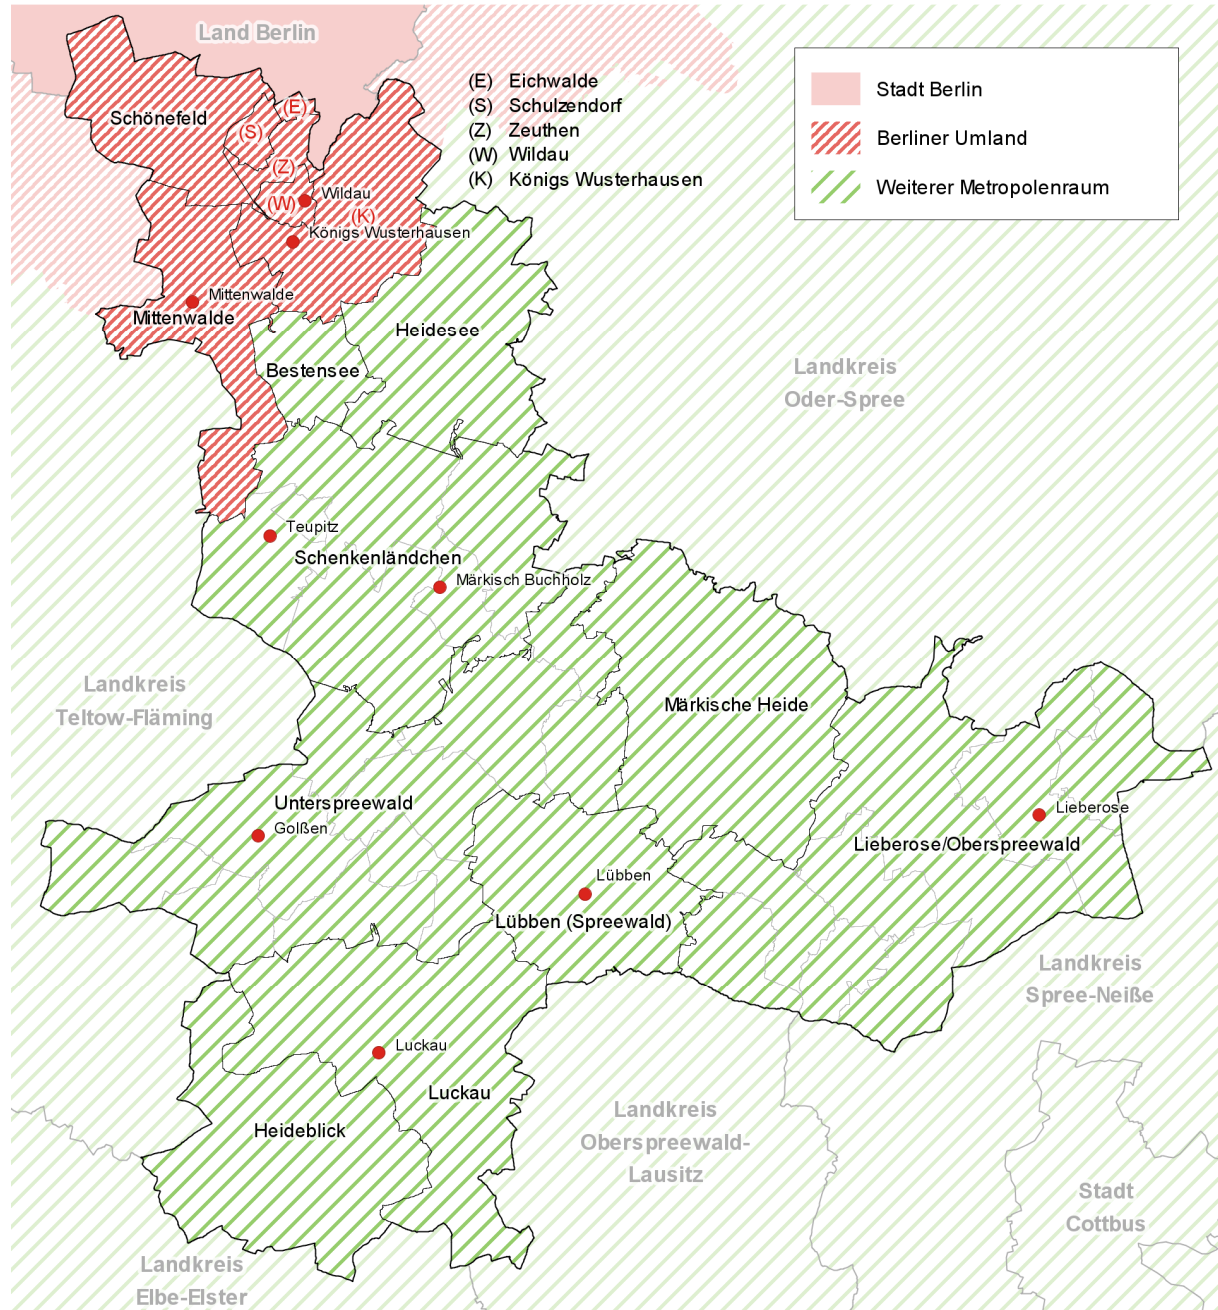 Land Berlin
(E) Eichwalde
(S) Schulzendorf
(Z) Zeuthen
(W) Wildau
(K) Königs Wusterhausen
Stadt Berlin
Berliner Umland
Weiterer Metropolenraum
Schönefeld
(E)
(S)
(Z)
Wildau
(W)
(K)
Königs Wusterhausen
Mittenwalde
Mittenwalde
Heidesee
Bestensee
Landkreis
Oder-Spree
Teupitz
Schenkenländchen
Märkisch Buchholz
Landkreis
Teltow-Fläming
Märkische Heide
Unterspreewald
Golßen
Lieberose
Lieberose/Oberspreewald
Lübben
Lübben (Spreewald)
Landkreis
Spree-Neiße
Luckau
Luckau
Heideblick
Landkreis
Oberspreewald-
Lausitz
Stadt
Cottbus
Landkreis
Elbe-Elster